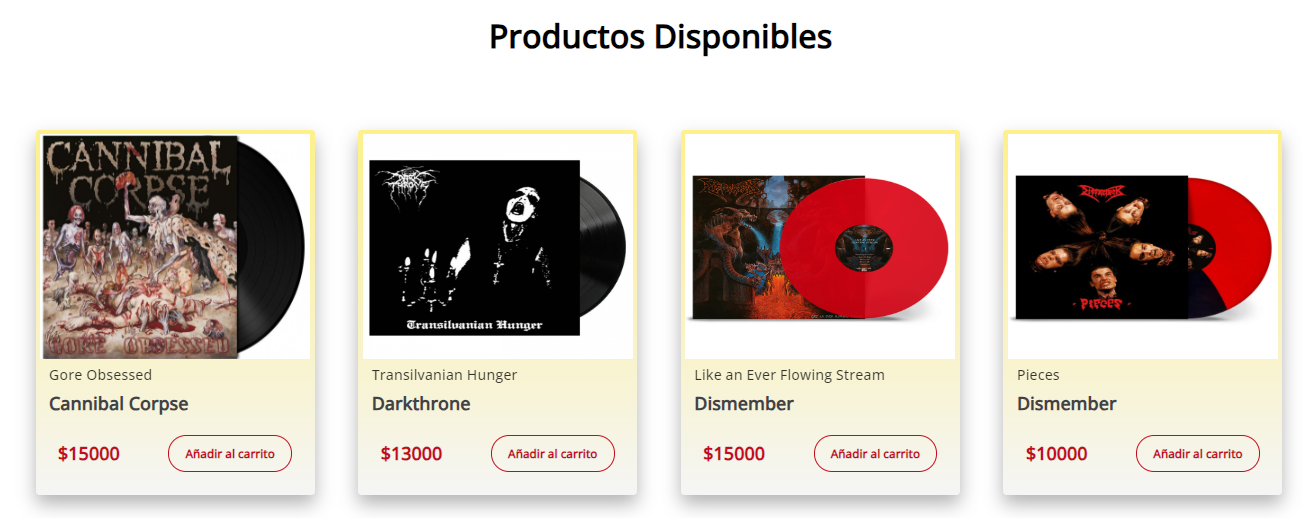 Productos Disponibles
CANNIBAL
CORPSE
GORE OBSESSED
Gore Obsessed
Cannibal Corpse
$15000
Añadir al carrito
DARK
THRONE
Transilvanian Hunger
Transilvanian Hunger
Darkthrone
$13000
Añadir al carrito
Like an Ever Flowing Stream
Dismember
$15000
Añadir al carrito
DISMEMBER
PIECES
Pieces
Dismember
$10000
Añadir al carrito